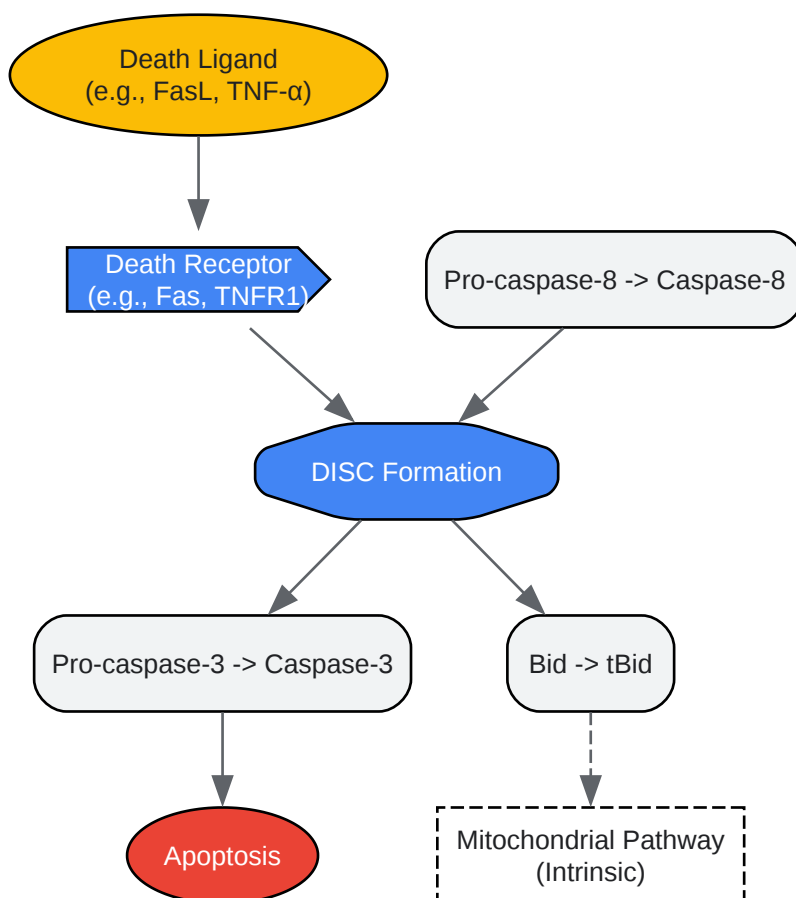 Death Ligand
(e.g., FasL, TNF-α)
Death Receptor
(e.g., Fas, TNFR1)
Pro-caspase-8 -> Caspase-8
DISC Formation
Pro-caspase-3 -> Caspase-3
Bid -> tBid
Apoptosis
Mitochondrial Pathway
(Intrinsic)